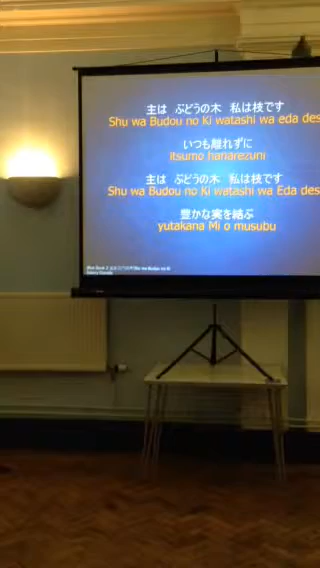 主は ぶどうの木 私は枝です
Shu wa Budou no Ki watashi wa eda des
いつも離れずに
itsumo hanarezuni
主は ぶどうの木 私は枝です
Shu wa Budou no Ki watashi wa Eda des
豊かな実を結ぶ
yutakana Mi o musubu